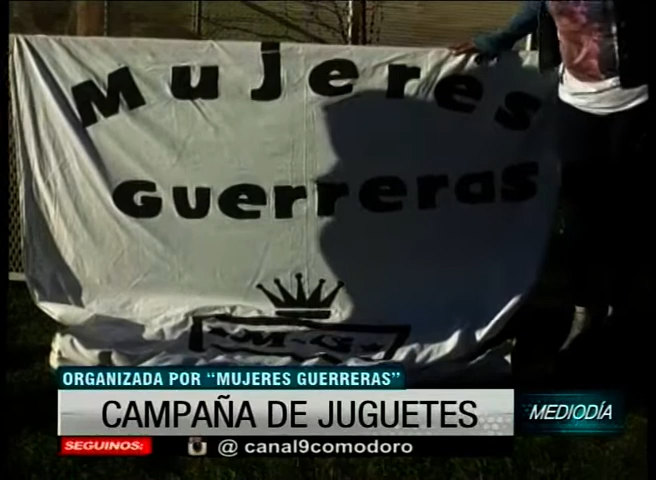 Mujeres
Guerreras
M-G
ORGANIZADA POR "MUJERES GUERRERAS"
CAMPAÑA DE JUGUETES
MEDIODÍA
SEGUINOS:
@ canal9comodoro